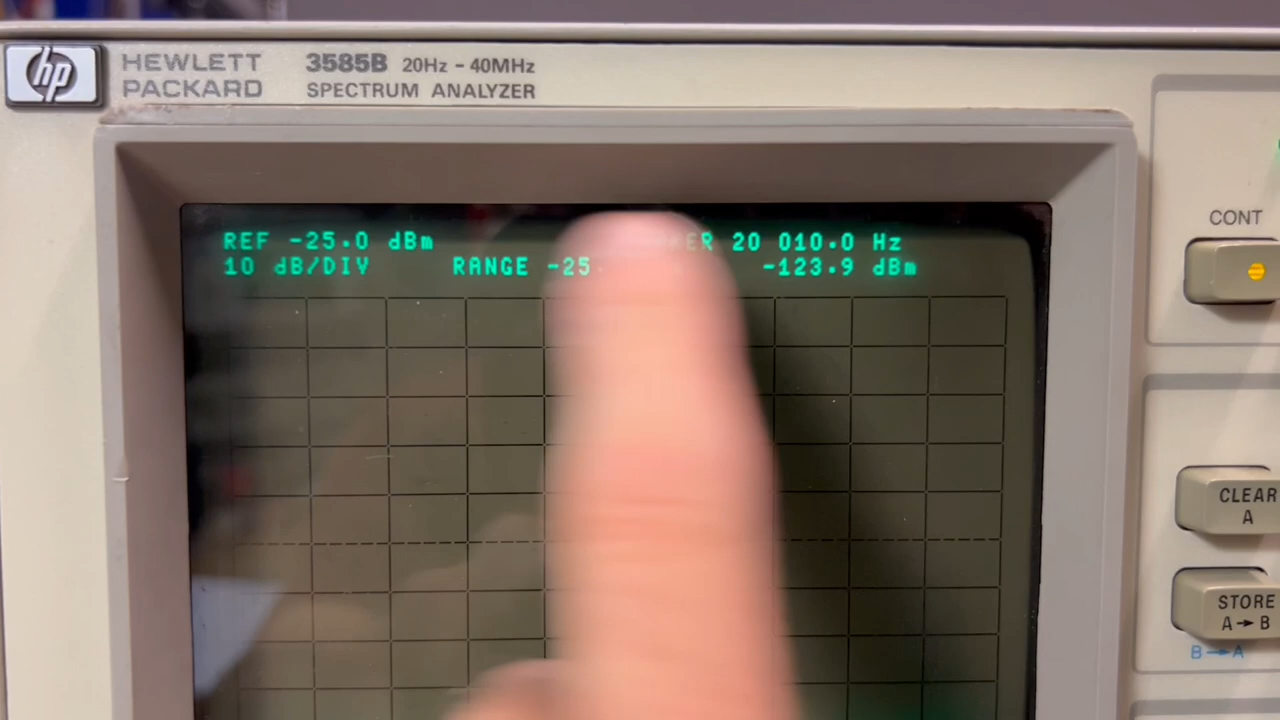 hp
HEWLETT PACKARD
3585B 20Hz - 40MHz
SPECTRUM ANALYZER
REF -25.0 dBm
20 010.0 Hz
10 dB/DIV RANGE -25
-123.9 dBm
CONT
CLEAR
A
STORE
A→B
B→A